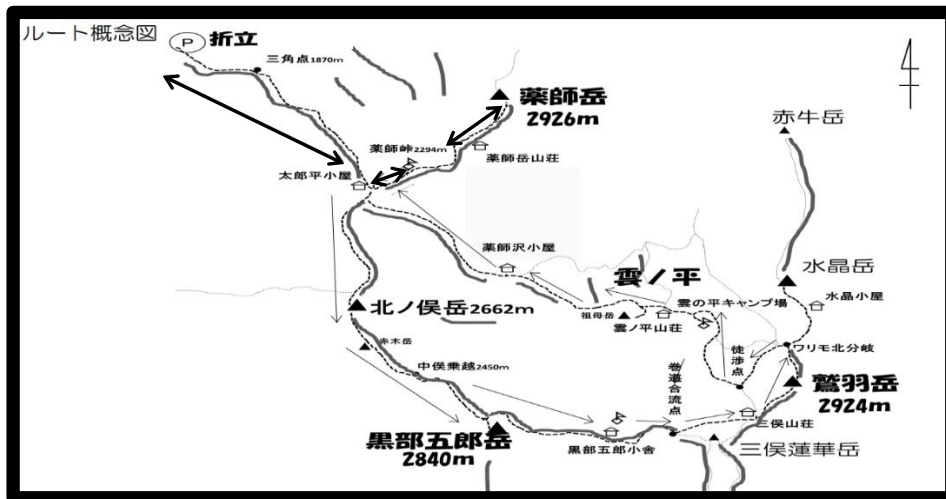 ルート概念図
P 折立
三角点1870m
薬師岳
2926m
赤牛岳
薬師峠2294m
薬師岳山荘
太郎平小屋
薬師沢小屋
雲ノ平
水晶岳
雲の平キャンプ場
水晶小屋
北ノ俣岳2662m
祖母岳
雲ノ平山荘
赤木岳
徒渉点
ワリモ北分岐
中俣乗越2450m
巻道合流点
鷲羽岳
2924m
三俣山荘
黒部五郎岳
2840m
黒部五郎小舎
三俣蓮華岳
4